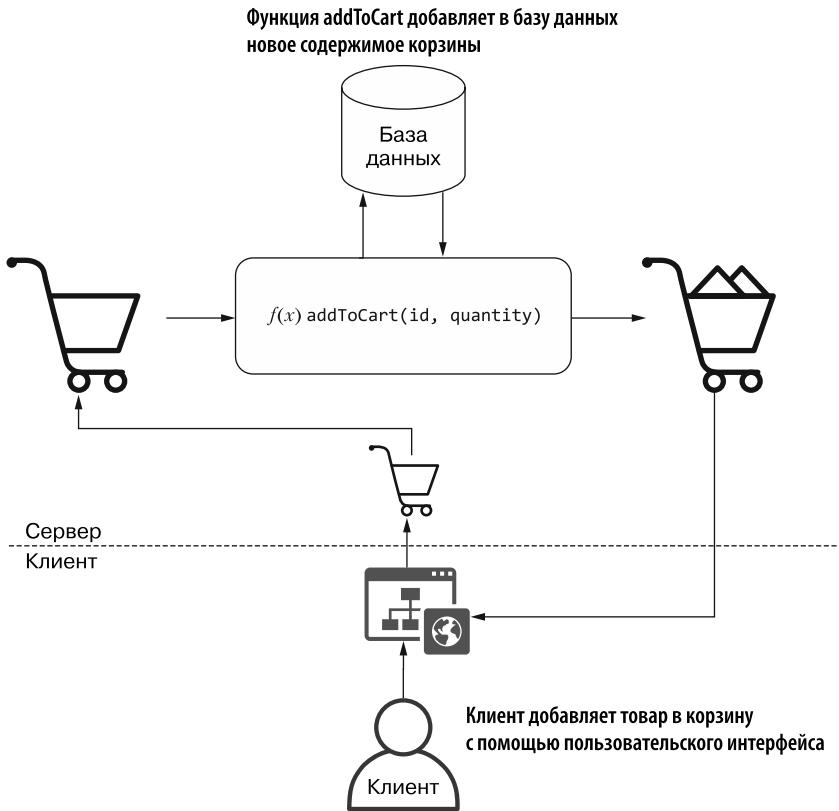 Функция addToCart добавляет в базу данных
новое содержимое корзины
База
данных
f(x) addToCart(id, quantity)
Сервер
Клиент
Клиент добавляет товар в корзину
с помощью пользовательского интерфейса
Клиент